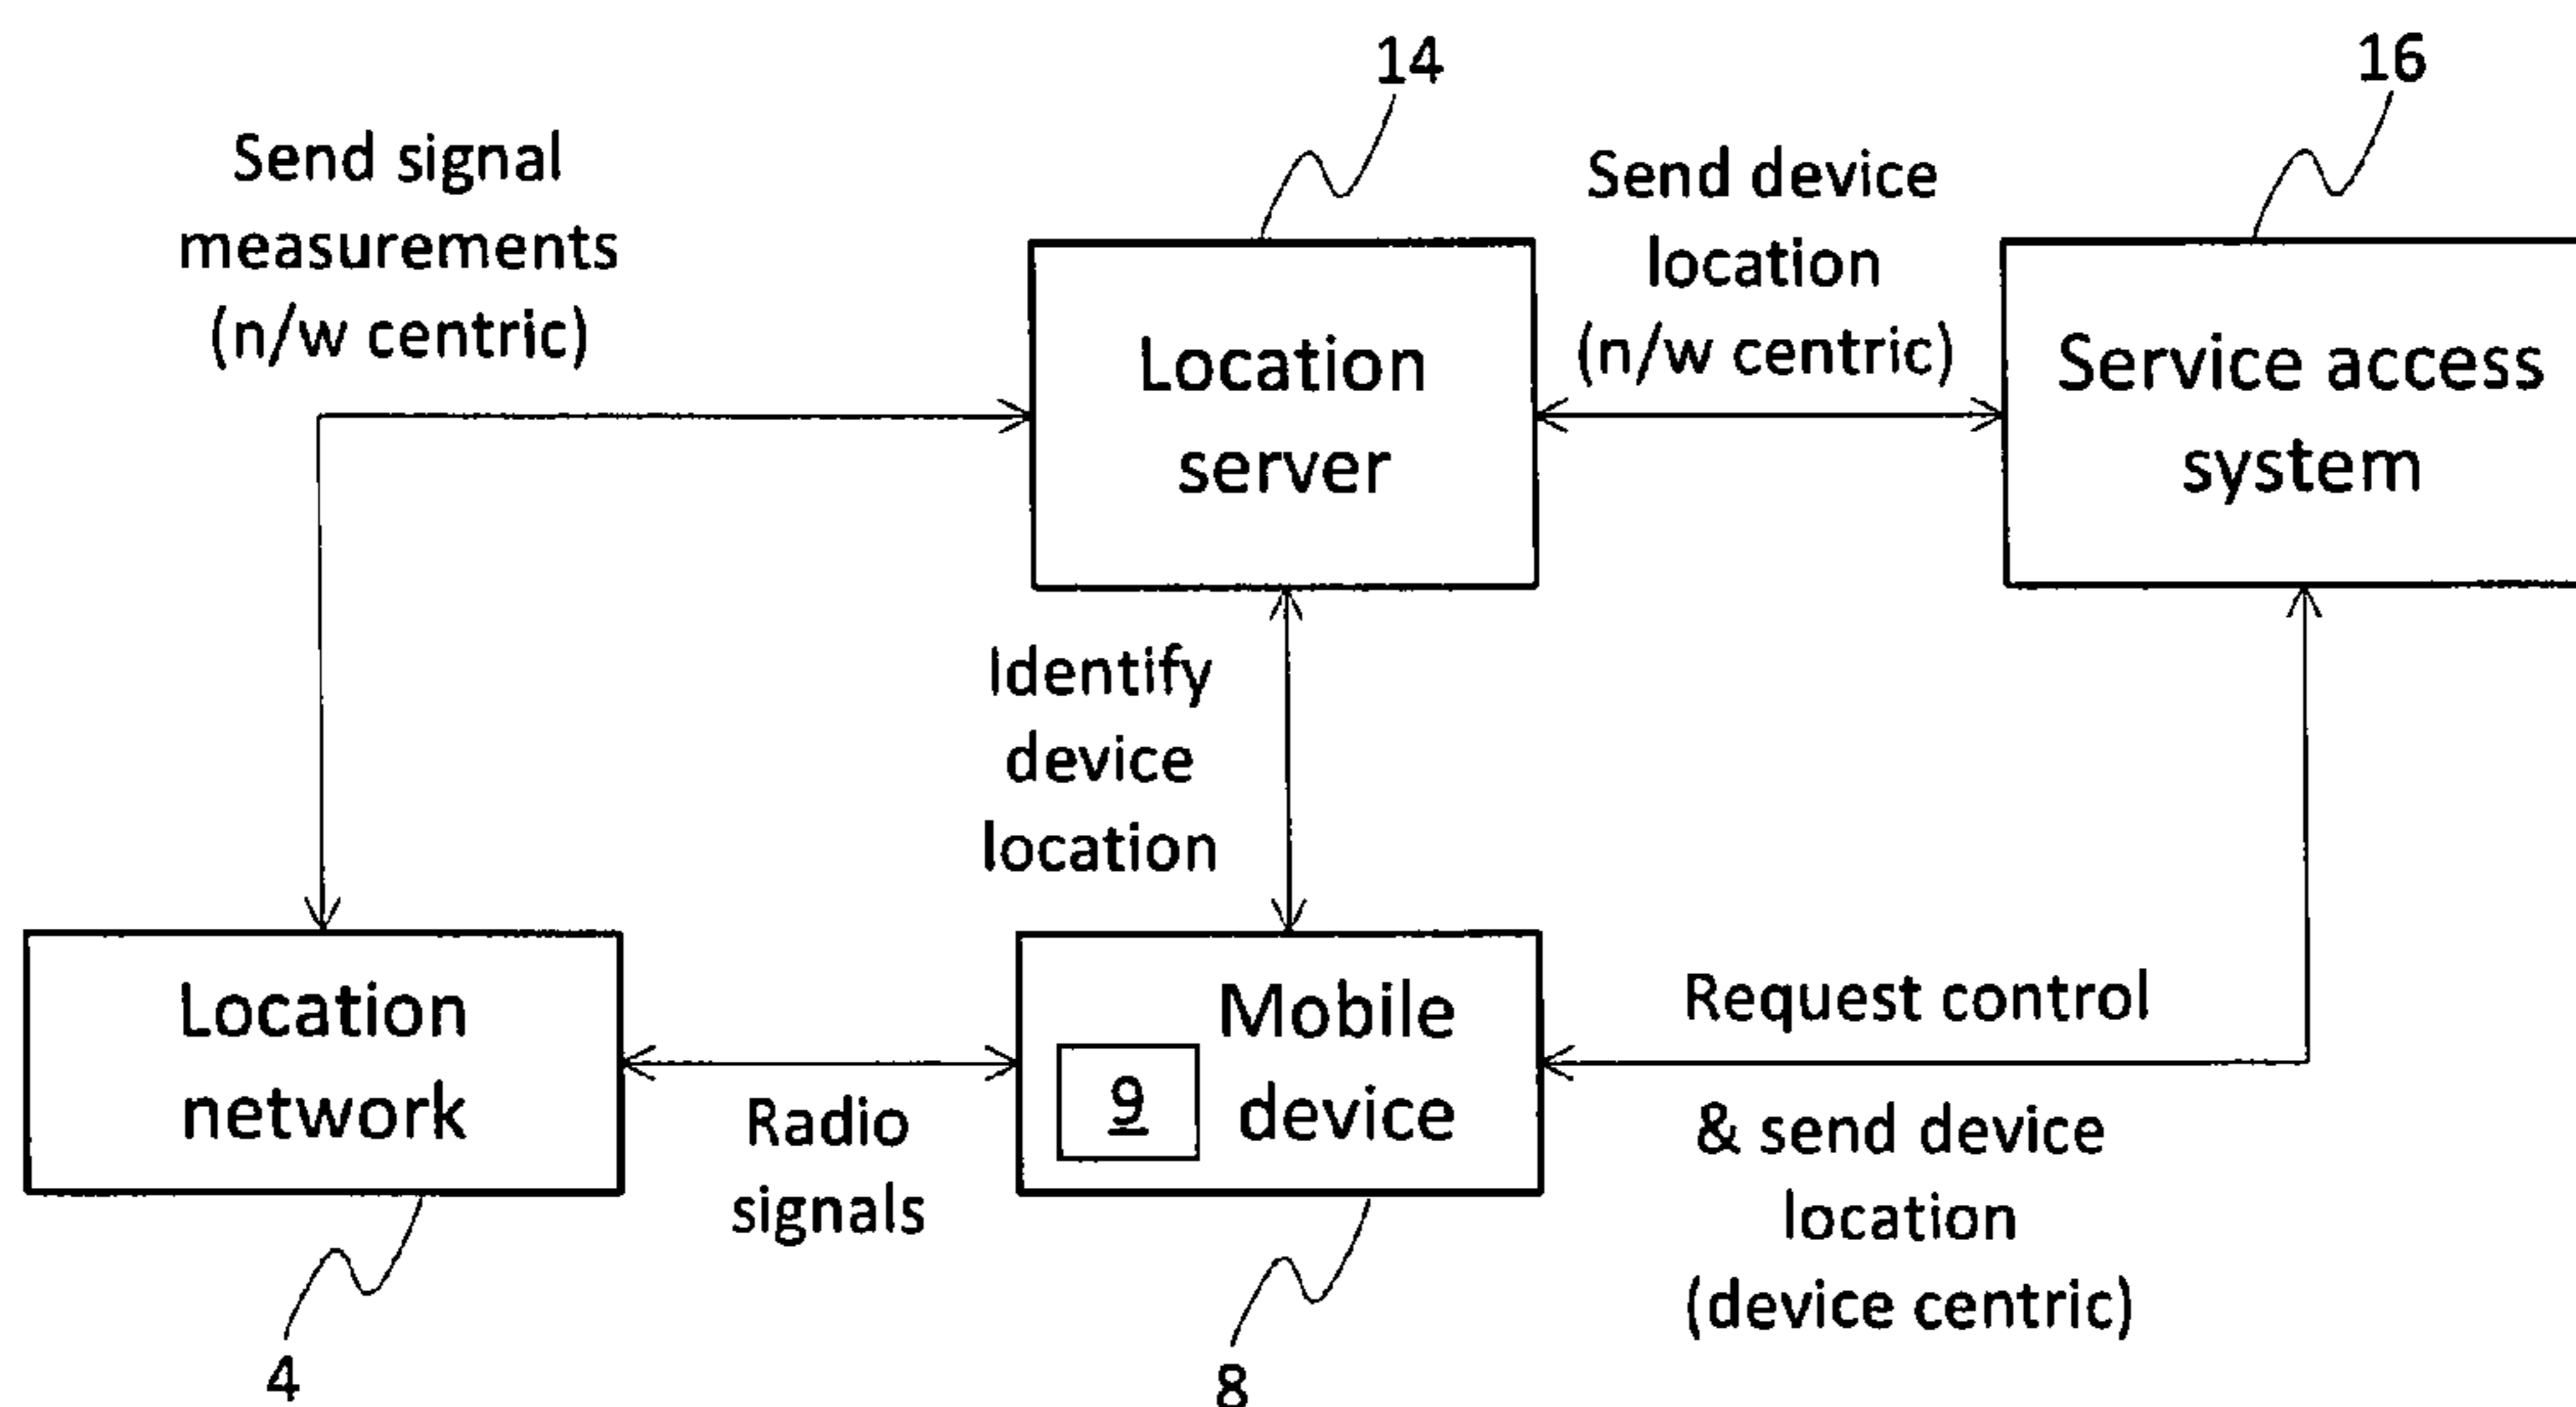 14
16
Send signal
measurements
(n/w centric)
Send device
location
(n/w centric)
Location
server
Service access
system
Identify
device
location
Location
network
Mobile
device
9
Radio
signals
Request control
& send device
location
(device centric)
4
8